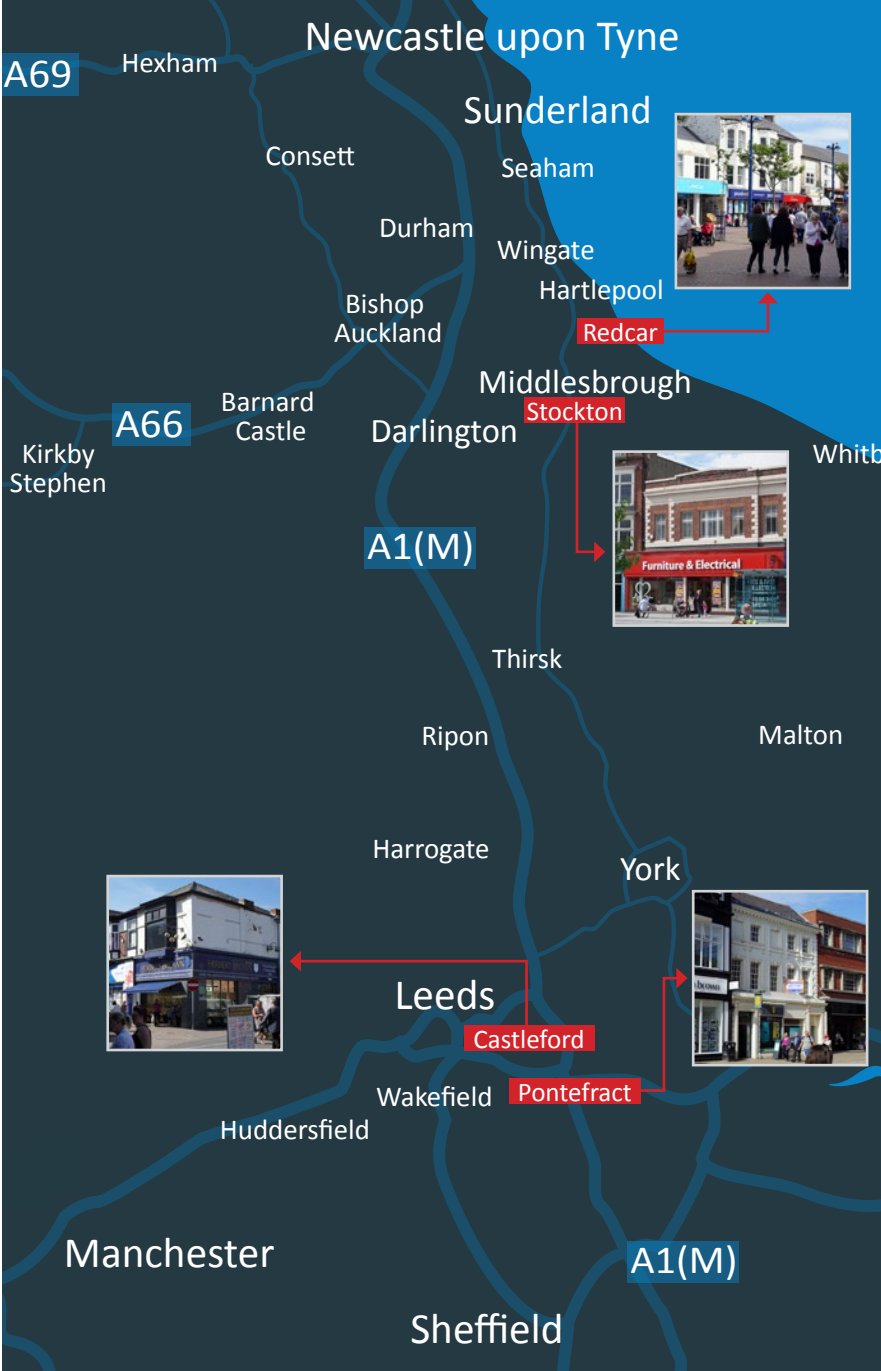 Newcastle upon Tyne
A69
Hexham
Sunderland
Consett
Seaham
Durham
Wingate
Hartlepool
Bishop
Auckland
Redcar
Middlesbrough
Stockton
Barnard
Castle
A66
Darlington
Kirkby
Stephen
Whitb
A1(M)
Furniture & Electrical
Thirsk
Ripon
Malton
Harrogate
York
Leeds
Castleford
Pontefract
Wakefield
Huddersfield
Manchester
A1(M)
Sheffield